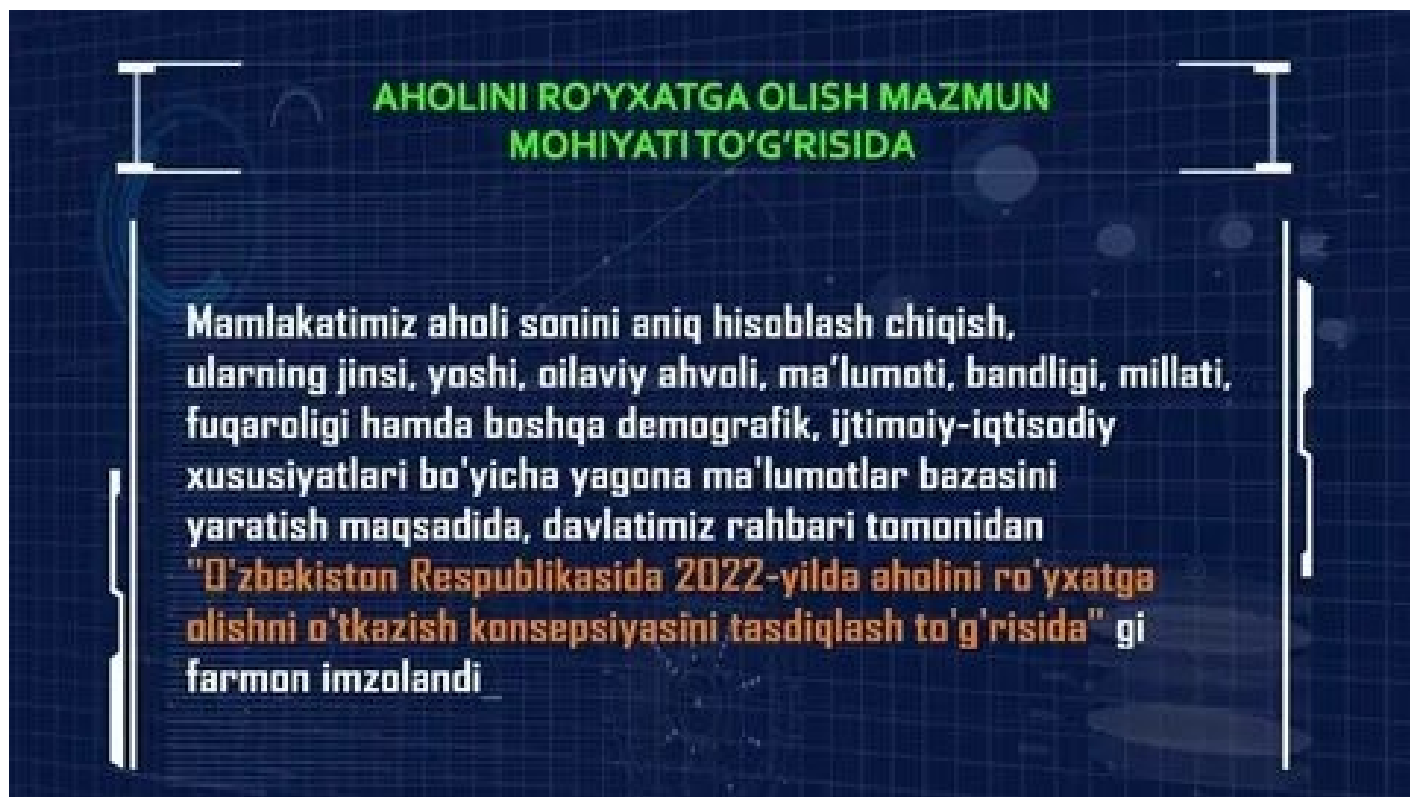 AHOLINI RO’YXATGA OLISH MAZMUN
MOHIYATI TO’G’RISIDA
Mamlakatimiz aholi sonini aniq hisoblash chiqish,
ularning jinsi, yoshi, oilaviy ahvoli, ma’lumoti, bandligi, millati,
fuqaroligi hamda boshqa demografik, ijtimoiy-iqtisodiy
xususiyatlari bo'yicha yagona ma'lumotlar bazasini
yaratish maqsadida, davlatimiz rahbari tomonidan
"O'zbekiston Respublikasida 2022-yilda aholini ro'yxatga
olishni o'tkazish konsepsiyasini tasdiqlash to'g'risida" gi
farmon imzolandi_